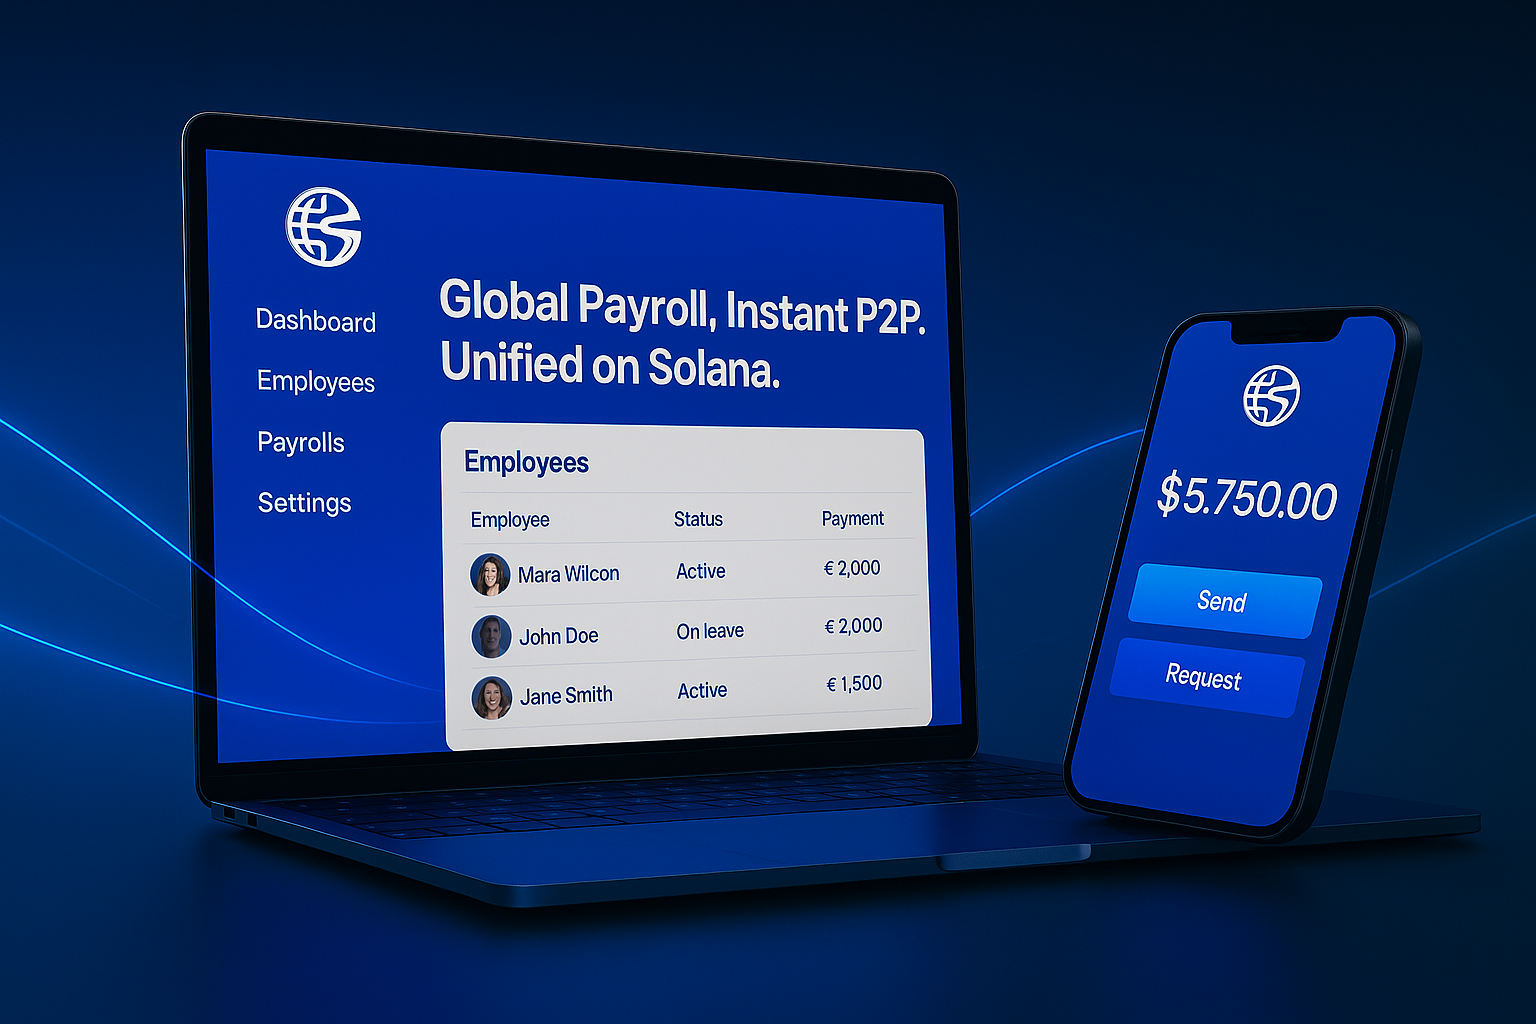 Dashboard
Employees
Payrolls
Settings
Global Payroll, Instant P2P.
Unified on Solana.
Employees
Employee Status Payment
Mara Wilcon Active € 2,000
John Doe On leave € 2,000
Jane Smith Active € 1,500
$5.750.00
Send
Request